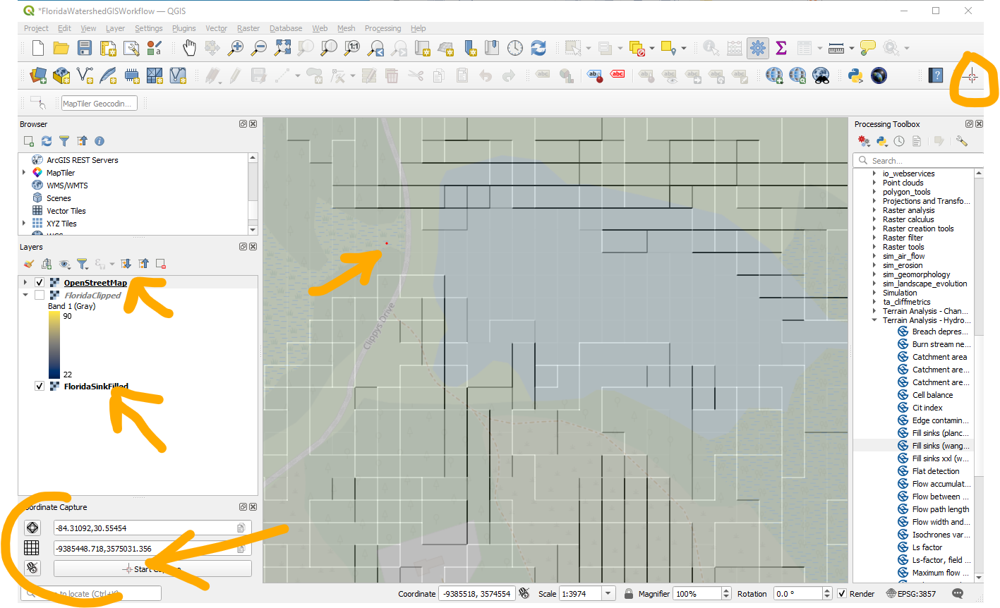 *FloridaWatershedGISWorkflow — QGIS
Project Edit View Layer Settings Plugins Vector Raster Database Web Mesh Processing Help
MapTiler Geocodin...
Browser
ArcGIS REST Servers
MapTiler
WMS/WMTS
Scenes
Vector Tiles
XYZ Tiles
Layers
OpenStreetMap
FloridaClipped
Band 1 (Gray)
90
22
FloridaSinkFilled
Coordinate Capture
-84.31092,30.55454
-9385448.718,3575031.356
Start Capture
to locate (Ctrl+K)
Clippys Drive
Processing Toolbox
Search...
io_webservices
Point clouds
polygon_tools
Projections and Transfo...
Raster analysis
Raster calculus
Raster creation tools
Raster filter
Raster tools
sim_air_flow
sim_erosion
sim_geomorphology
sim_landscape_evolution
Simulation
ta_cliffmetrics
Terrain Analysis - Chan...
Terrain Analysis - Hydro...
Breach depres...
Burn stream ne...
Catchment area
Catchment are...
Catchment are...
Cell balance
Cit index
Edge contamin...
Fill sinks (planc...
Fill sinks (wang...
Fill sinks xxl (w...
Flat detection
Flow accumulat...
Flow between ...
Flow path length
Flow width and...
Isochrones var...
Ls factor
Ls-factor, field ...
Maximum flow ...
Coordinate -9385518, 3574554 Scale 1:3974 Magnifier 100% Rotation 0.0 ° Render EPSG:3857